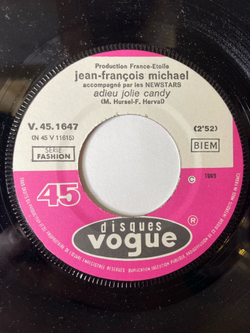 Production France-Etoile
jean-françois michael
accompagné par les NEWSTARS
adieu jolie candy
(M. Hursel-F. Herval)
V. 45.1647
(N 45 V 11615)
(2'52)
SÉRIE
FASHION
BIEM
45
disques
vogue